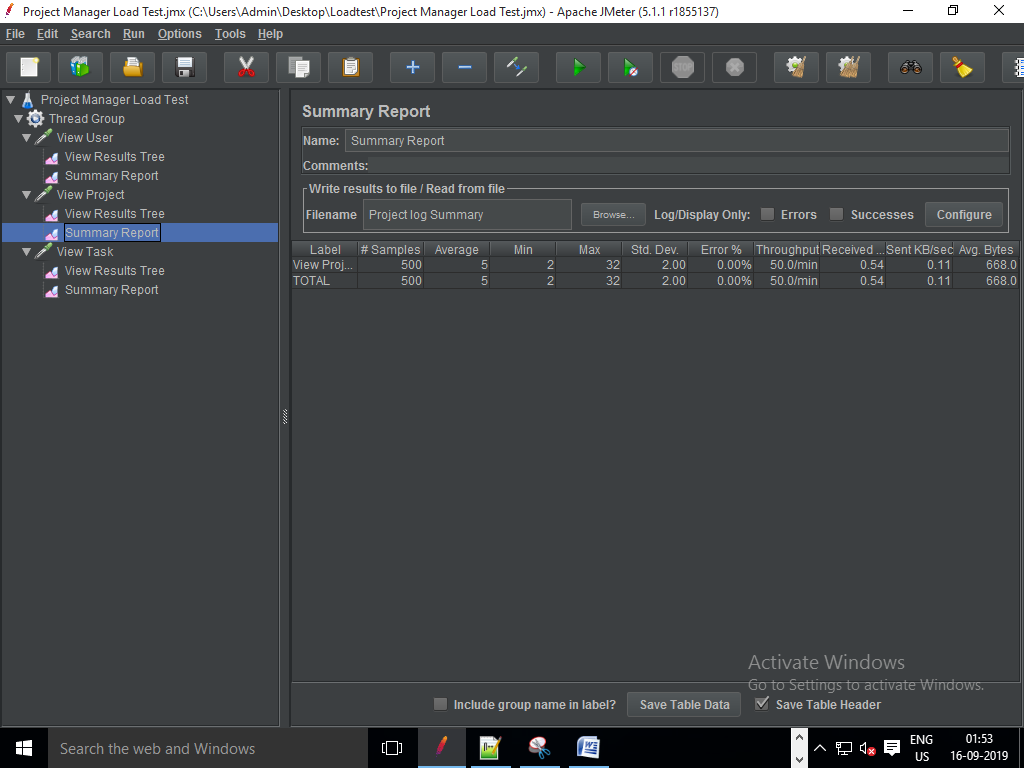 Project Manager Load Test.jmx (C:\Users\Admin\Desktop\Loadtest\Project Manager Load Test.jmx) - Apache JMeter (5.1.1 r1855137)
File Edit Search Run Options Tools Help
STOP
Project Manager Load Test
Thread Group
View User
View Results Tree
Summary Report
View Project
View Results Tree
Summary Report
View Task
View Results Tree
Summary Report
Summary Report
Name: Summary Report
Comments:
Write results to file / Read from file
Filename Project log Summary Browse... Log/Display Only: Errors Successes Configure
Label # Samples Average Min Max Std. Dev. Error % Throughput Received ... Sent KB/sec Avg. Bytes
View Proj... 500 5 2 32 2.00 0.00% 50.0/min 0.54 0.11 668.0
TOTAL 500 5 2 32 2.00 0.00% 50.0/min 0.54 0.11 668.0
Activate Windows
Go to Settings to activate Windows.
Include group name in label? Save Table Data Save Table Header
Search the web and Windows
ENG
US
01:53
16-09-2019